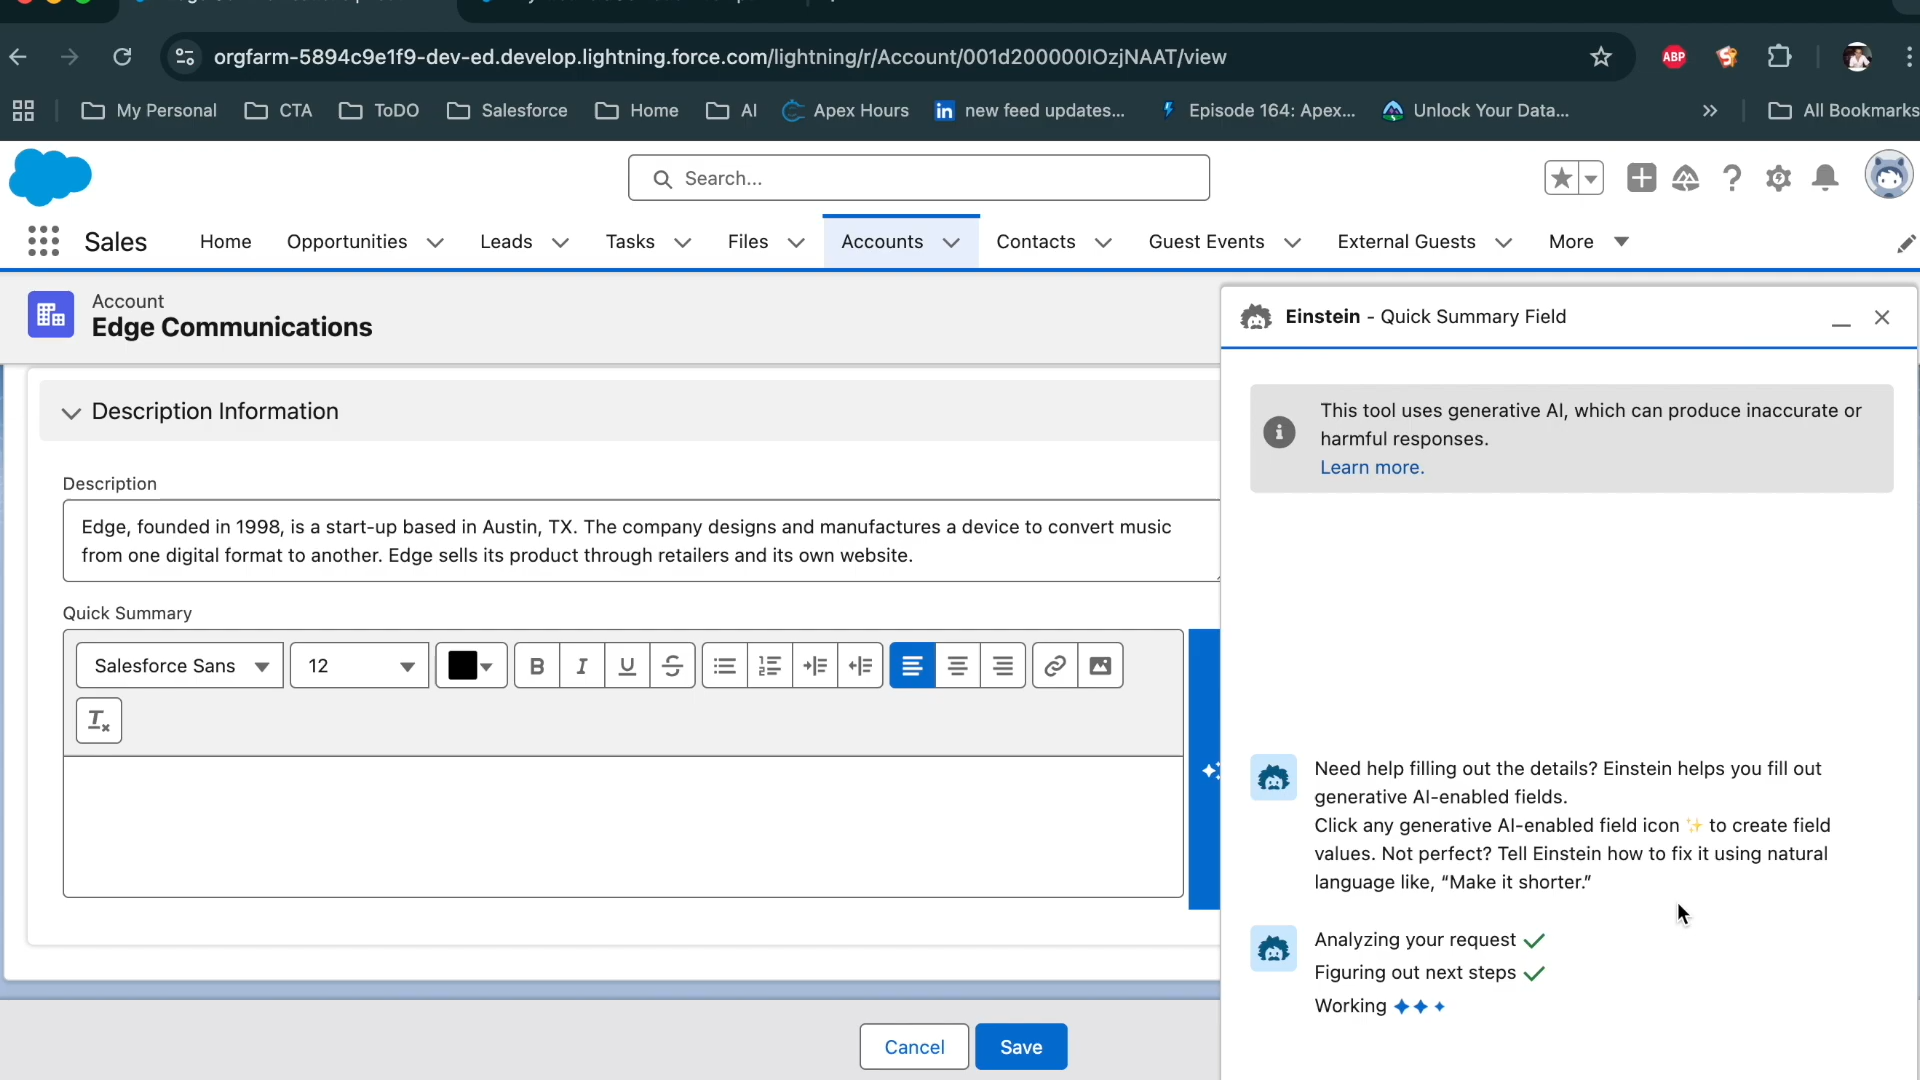 orgfarm-5894c9e1f9-dev-ed.develop.lightning.force.com/lightning/r/Account/001d200000IOzjNAAT/view
ABP
My Personal
CTA
ToDO
Salesforce
Home
AI
Apex Hours
in new feed updates...
Episode 164: Apex...
Unlock Your Data...
All Bookmarks
Search...
Sales
Home
Opportunities
Leads
Tasks
Files
Accounts
Contacts
Guest Events
External Guests
More
Account
Edge Communications
Description Information
Description
Edge, founded in 1998, is a start-up based in Austin, TX. The company designs and manufactures a device to convert music
from one digital format to another. Edge sells its product through retailers and its own website.
Quick Summary
Salesforce Sans
12
B I U S
Cancel
Save
Einstein - Quick Summary Field
This tool uses generative AI, which can produce inaccurate or
harmful responses.
Learn more.
Need help filling out the details? Einstein helps you fill out
generative AI-enabled fields.
Click any generative AI-enabled field icon ✨ to create field
values. Not perfect? Tell Einstein how to fix it using natural
language like, “Make it shorter.”
Analyzing your request
Figuring out next steps
Working